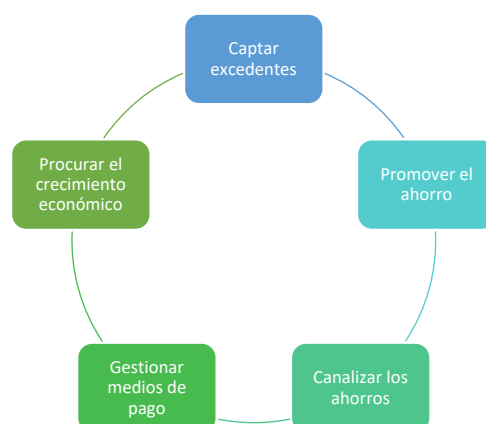 Captar
excedentes
Promover el
ahorro
Canalizar los
ahorros
Gestionar
medios de
pago
Procurar el
crecimiento
económico